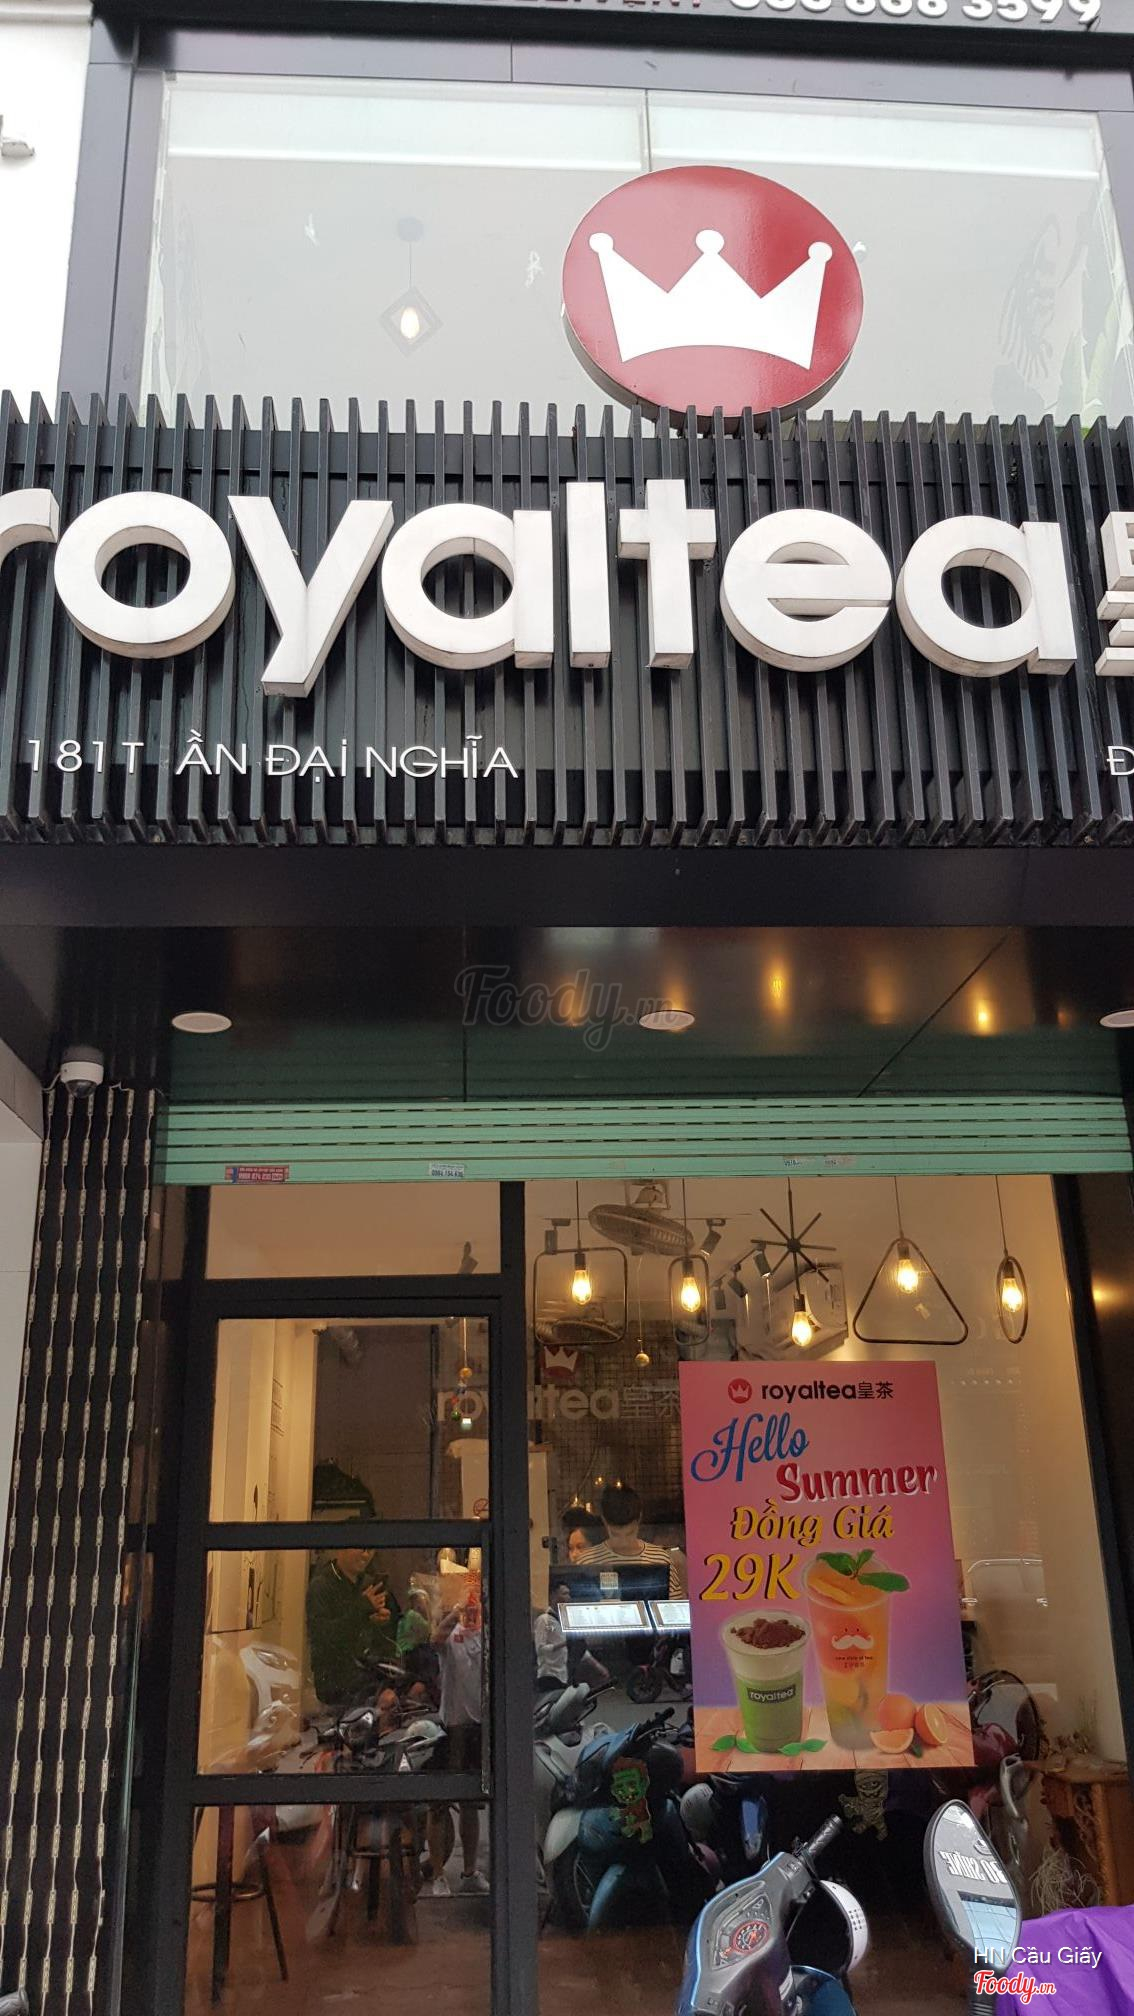 3599
royaltea
181T ẦN ĐẠI NGHĨA
Foody.vn
royaltea皇茶
royaltea皇茶
Hello
Summer
Đồng Giá
29K
royaltea
HN Cầu Giấy
Foody.vn